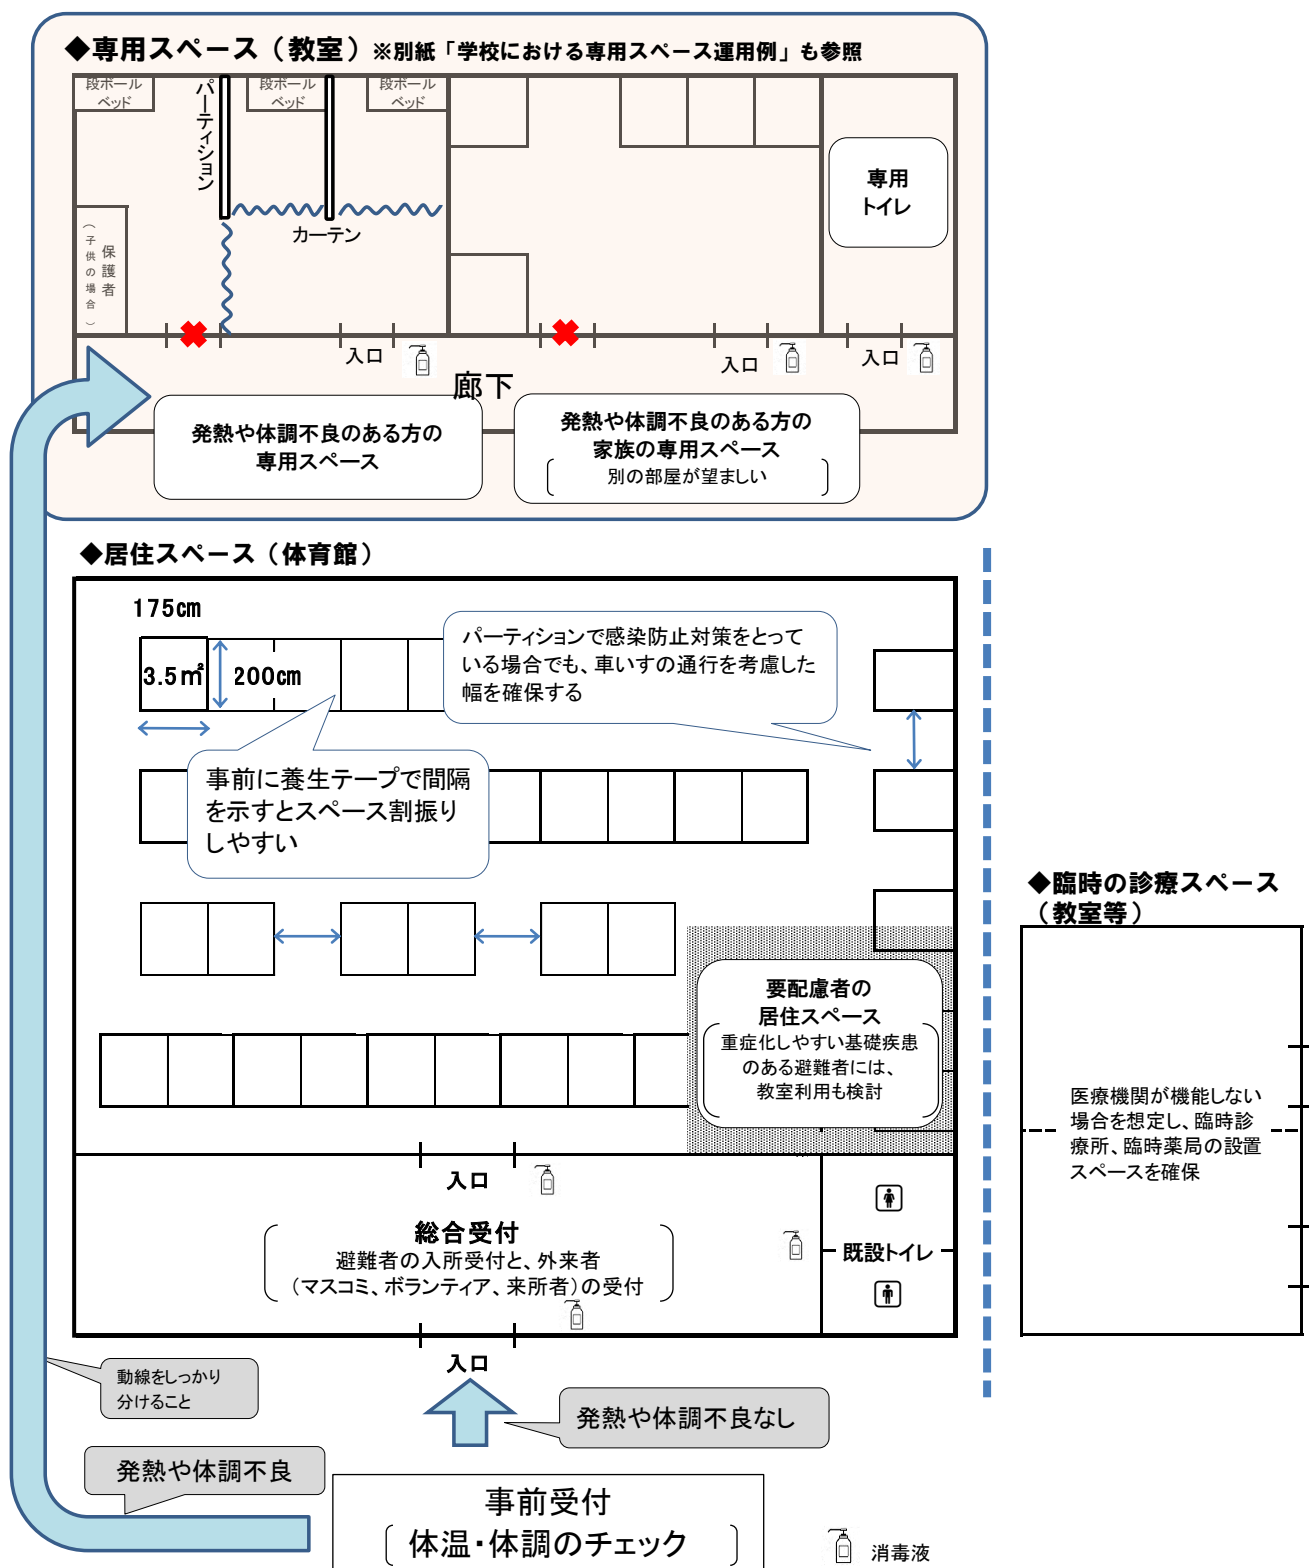 ◆専用スペース（教室）※別紙「学校における専用スペース運用例」も参照
段ボール
ベッド
パーティション
段ボール
ベッド
段ボール
ベッド
カーテン
保護者
（子供の場合）
専用
トイレ
入口
入口
入口
廊下
発熱や体調不良のある方の
専用スペース
発熱や体調不良のある方の
家族の専用スペース
別の部屋が望ましい
◆居住スペース（体育館）
175cm
3.5㎡
200cm
パーティションで感染防止対策をとって
いる場合でも、車いすの通行を考慮した
幅を確保する
事前に養生テープで間隔
を示すとスペース割振り
しやすい
要配慮者の
居住スペース
重症化しやすい基礎疾患
のある避難者には、
教室利用も検討
入口
総合受付
避難者の入所受付と、外来者
（マスコミ、ボランティア、来所者）の受付
既設トイレ
入口
◆臨時の診療スペース
（教室等）
医療機関が機能しない
場合を想定し、臨時診
療所、臨時薬局の設置
スペースを確保
動線をしっかり
分けること
発熱や体調不良なし
発熱や体調不良
事前受付
体温・体調のチェック
消毒液